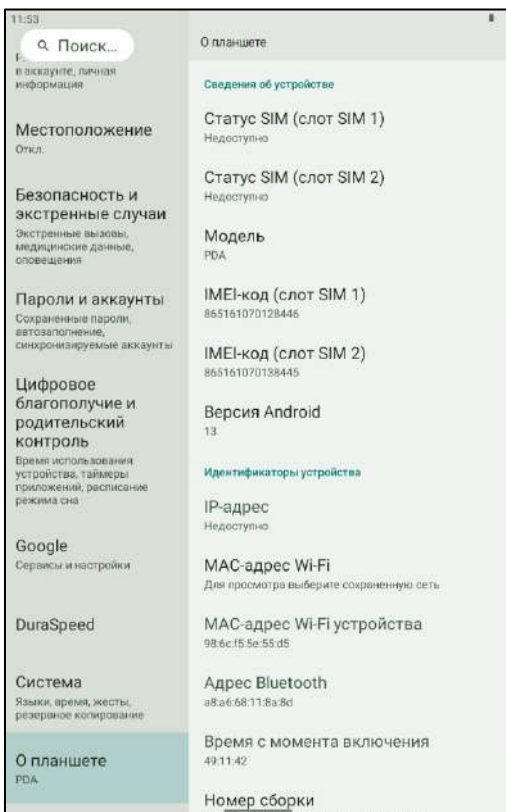 11:53
Поиск...
в аккаунте, личная
информация
Местоположение
Откл.
Безопасность и
экстренные случаи
Экстренные вызовы,
медицинские данные,
оповещения
Пароли и аккаунты
Сохраненные пароли,
автозаполнение,
синхронизируемые аккаунты
Цифровое
благополучие и
родительский
контроль
Время использования
устройства, таймеры
приложений, расписание
режима сна
Google
Сервисы и настройки
DuraSpeed
Система
Языки, время, жесты,
резервное копирование
О планшете
PDA
О планшете
Сведения об устройстве
Статус SIM (слот SIM 1)
Недоступно
Статус SIM (слот SIM 2)
Недоступно
Модель
PDA
IMEI-код (слот SIM 1)
865161070128446
IMEI-код (слот SIM 2)
865161070138445
Версия Android
13
Идентификаторы устройства
IP-адрес
Недоступно
MAC-адрес Wi-Fi
Для просмотра выберите сохраненную сеть
MAC-адрес Wi-Fi устройства
98:6c:f5:5e:55:d5
Адрес Bluetooth
a8:a6:68:11:8a:8d
Время с момента включения
49:11:42
Номер сборки